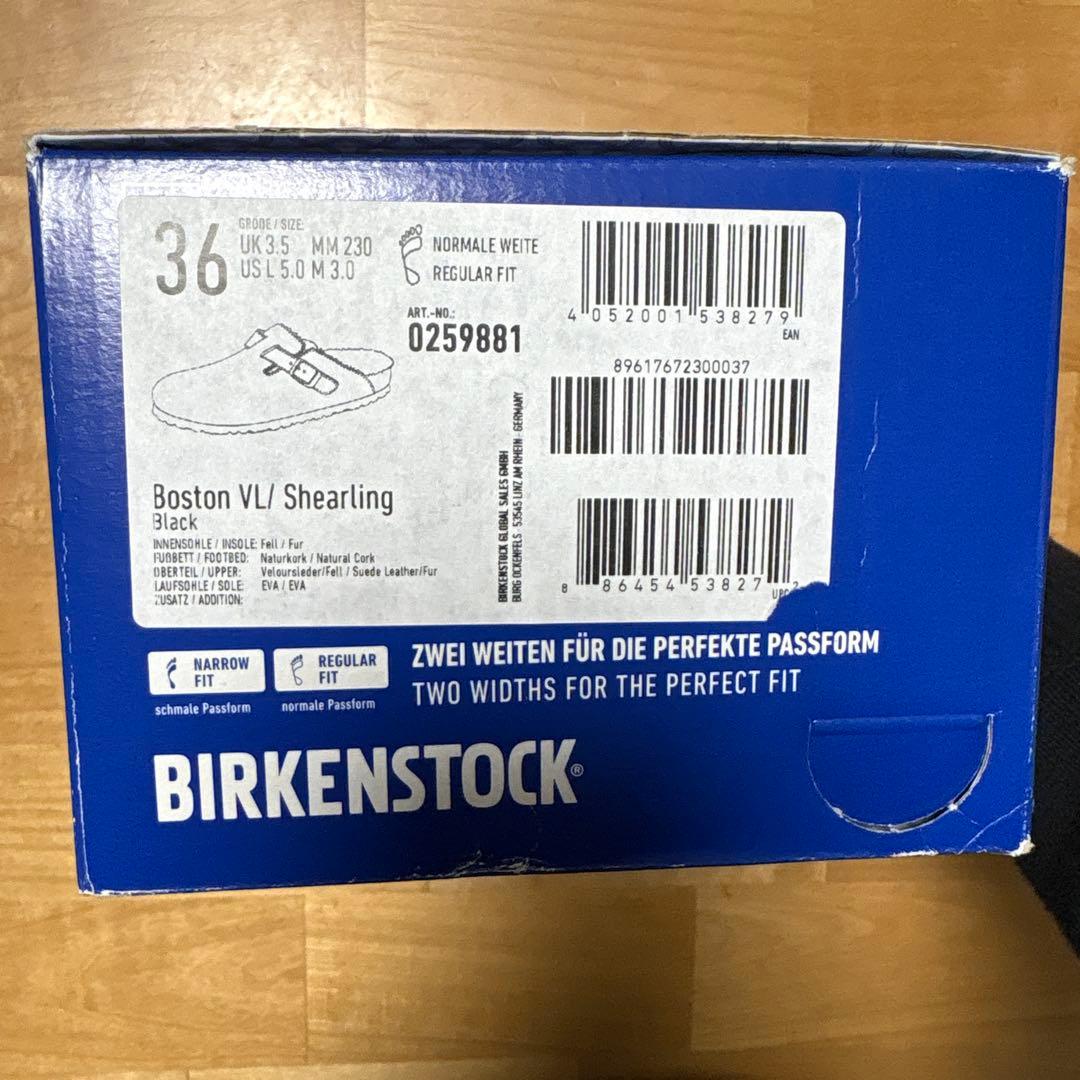 36
GRÖßE / SIZE:
UK 3.5 MM 230
US L 5.0 M 3.0
NORMALE WEITE
REGULAR FIT
ART.-NO.:
0259881
4 052001 538279
EAN
89617672300037
Boston VL/ Shearling
Black
INNENSOHLE / INSOLE: Fell / Fur
FUßBETT / FOOTBED: Naturkork / Natural Cork
OBERTEIL / UPPER: Veloursleder/Fell / Suede Leather/Fur
LAUFSOHLE / SOLE: EVA / EVA
ZUSATZ / ADDITION:
BIRKENSTOCK GLOBAL SALES GMBH
BURG OCKENFELS · 53545 LINZ AM RHEIN · GERMANY
8 86454 53827
UPC
NARROW
FIT
schmale Passform
REGULAR
FIT
normale Passform
ZWEI WEITEN FÜR DIE PERFEKTE PASSFORM
TWO WIDTHS FOR THE PERFECT FIT
BIRKENSTOCK®